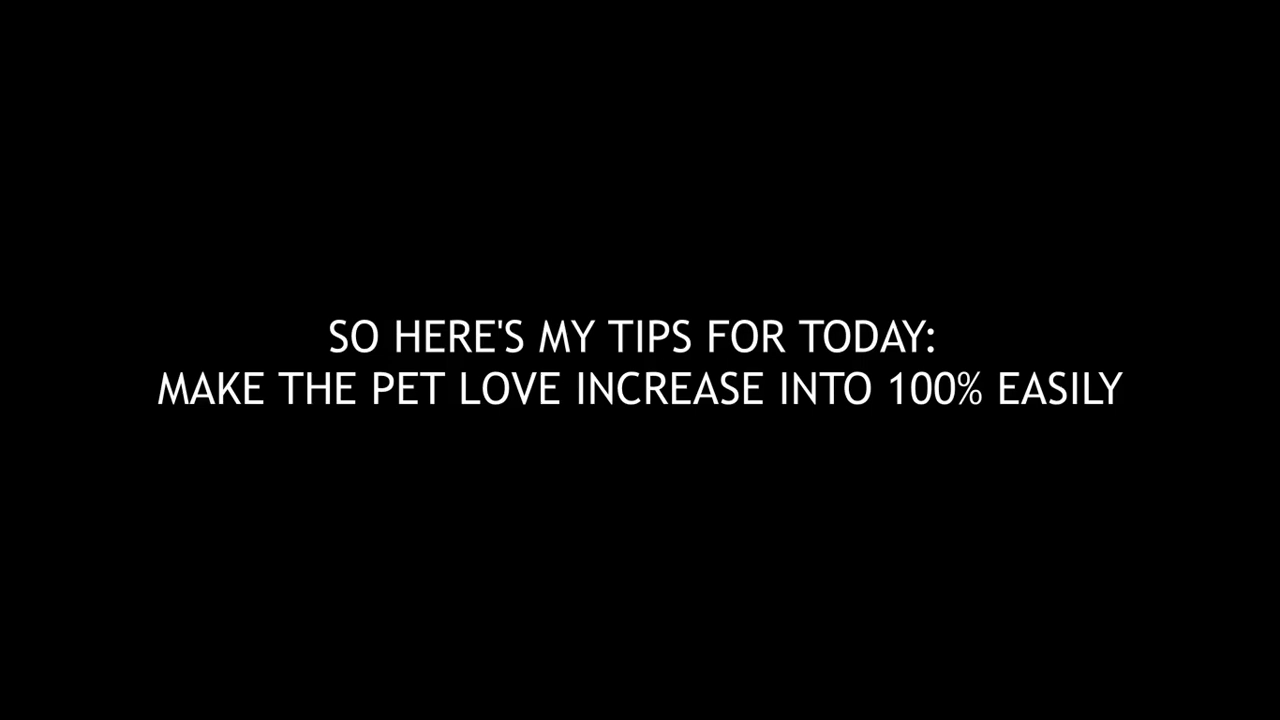 SO HERE'S MY TIPS FOR TODAY:
MAKE THE PET LOVE INCREASE INTO 100% EASILY